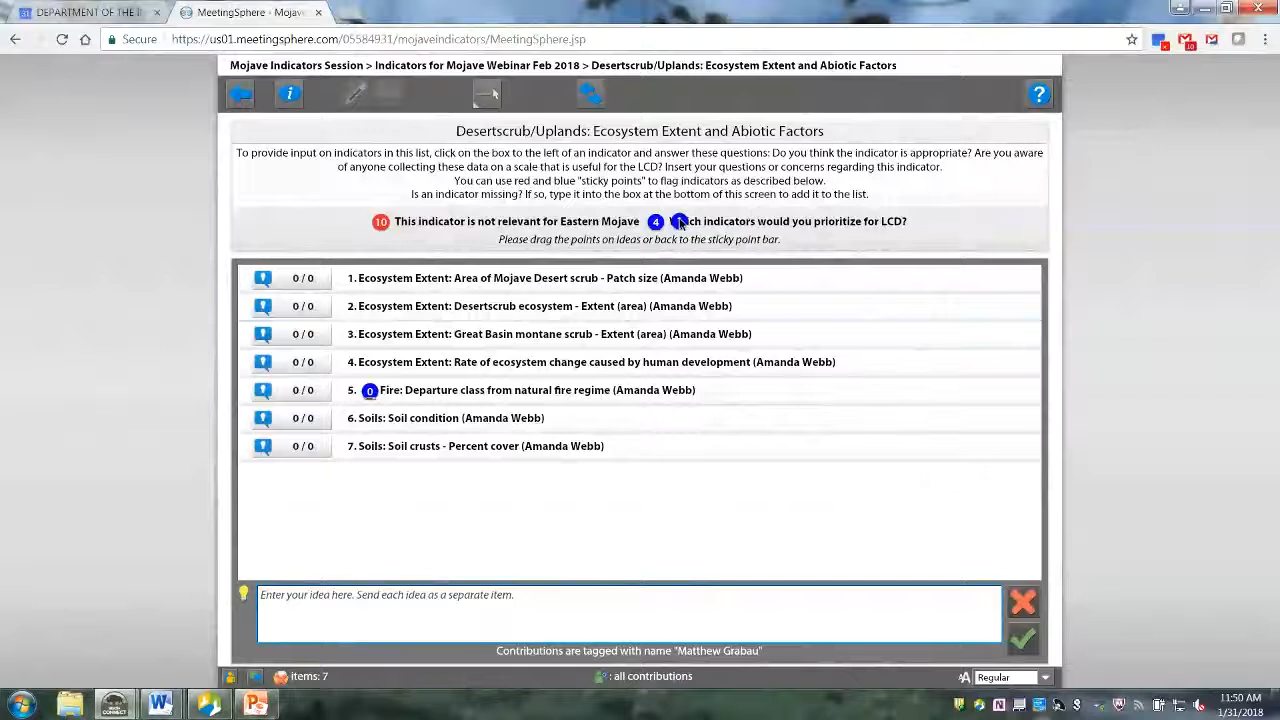 DEPARTMENT OF THE I
MeetingSphere - Mojave
Secure
https://us01.meetingsphere.com/05584931/mojaveindicators/MeetingSphere.jsp
10
Mojave Indicators Session > Indicators for Mojave Webinar Feb 2018 > Desertscrub/Uplands: Ecosystem Extent and Abiotic Factors
Desertscrub/Uplands: Ecosystem Extent and Abiotic Factors
To provide input on indicators in this list, click on the box to the left of an indicator and answer these questions: Do you think the indicator is appropriate? Are you aware
of anyone collecting these data on a scale that is useful for the LCD? Insert your questions or concerns regarding this indicator.
You can use red and blue "sticky points" to flag indicators as described below.
Is an indicator missing? If so, type it into the box at the bottom of this screen to add it to the list.
10 This indicator is not relevant for Eastern Mojave 4 Which indicators would you prioritize for LCD?
Please drag the points on ideas or back to the sticky point bar.
0 / 0 1. Ecosystem Extent: Area of Mojave Desert scrub - Patch size (Amanda Webb)
0 / 0 2. Ecosystem Extent: Desertscrub ecosystem - Extent (area) (Amanda Webb)
0 / 0 3. Ecosystem Extent: Great Basin montane scrub - Extent (area) (Amanda Webb)
0 / 0 4. Ecosystem Extent: Rate of ecosystem change caused by human development (Amanda Webb)
0 / 0 5. 0 Fire: Departure class from natural fire regime (Amanda Webb)
0 / 0 6. Soils: Soil condition (Amanda Webb)
0 / 0 7. Soils: Soil crusts - Percent cover (Amanda Webb)
Enter your idea here. Send each idea as a separate item.
Contributions are tagged with name "Matthew Grabau"
items: 7
: all contributions
AA Regular
11:50 AM
1/31/2018